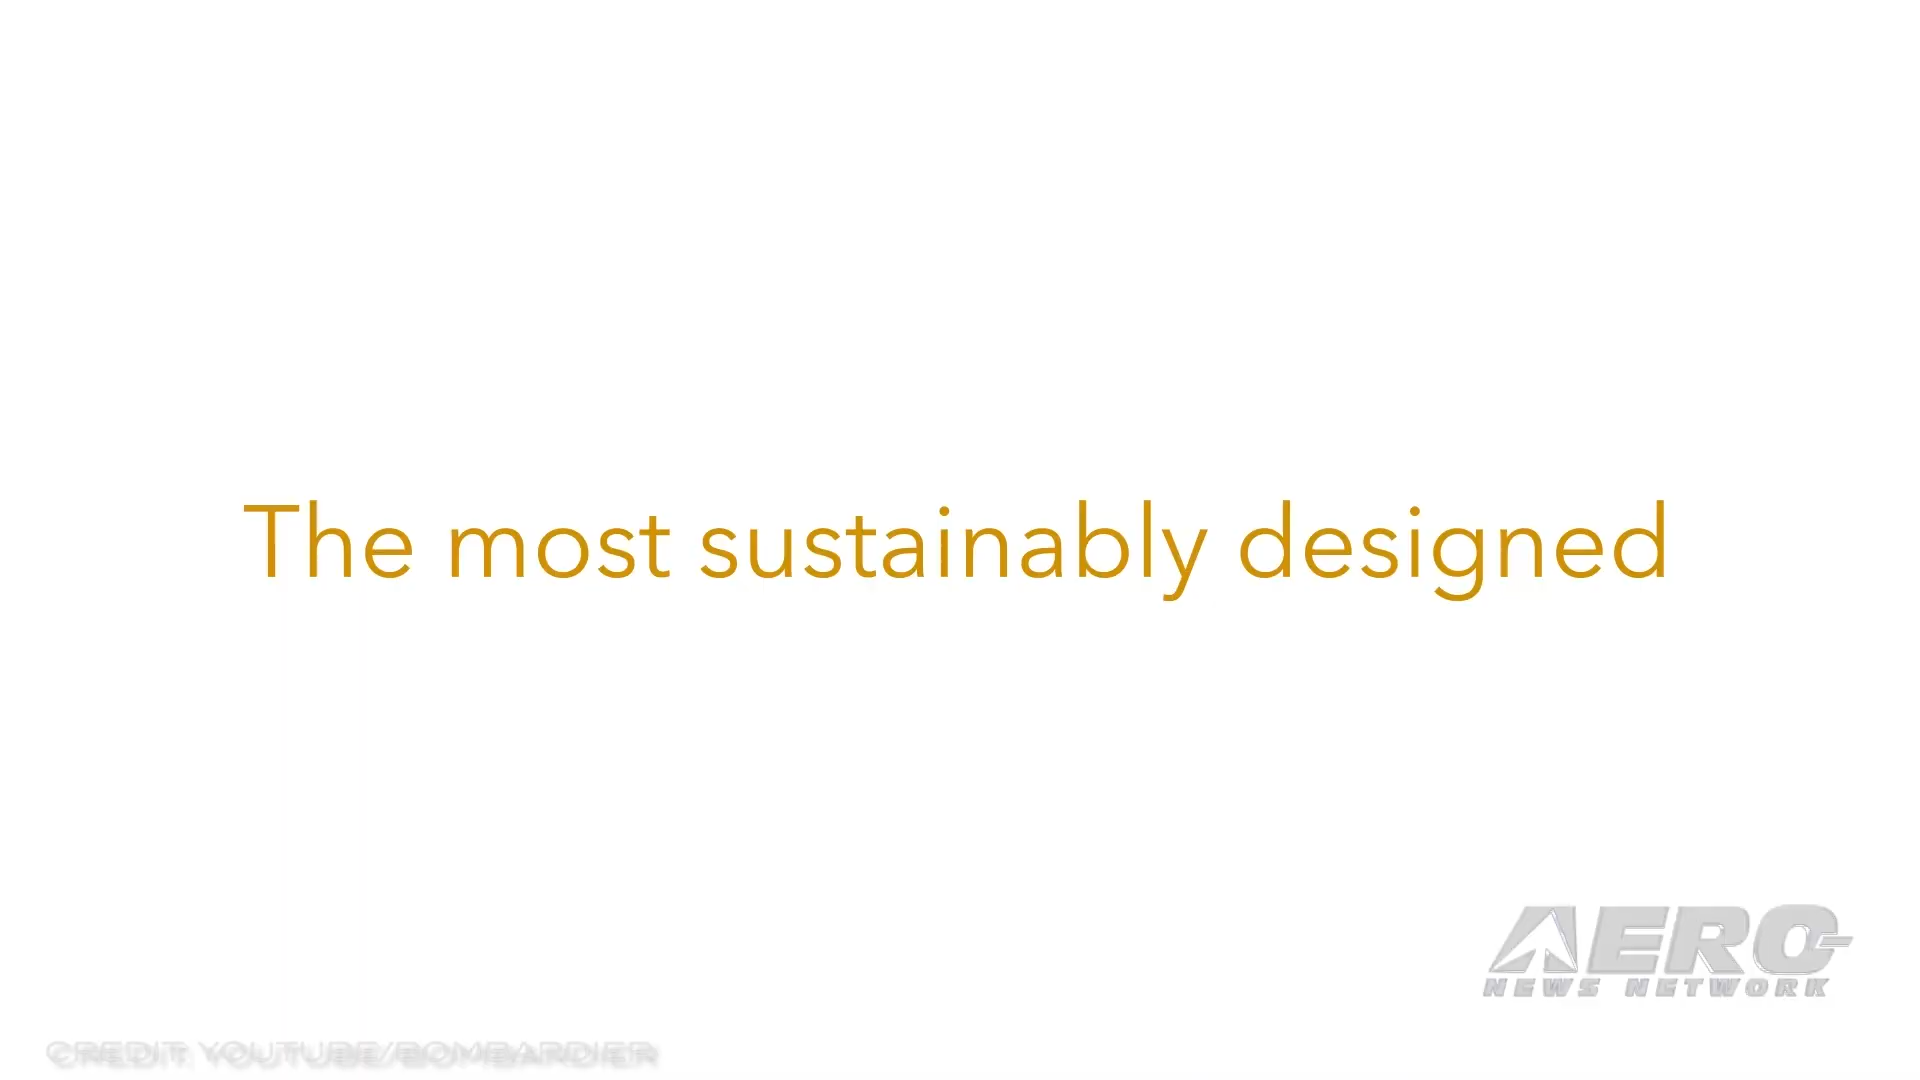 The most sustainably designed
AERO
NEWS NETWORK
CREDIT: YOUTUBE/BOMBARDIER